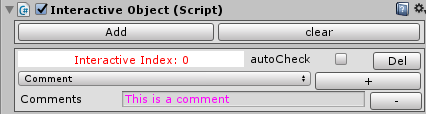 Interactive Object (Script)
Add clear
Interactive Index: 0 autoCheck Del
Comment +
Comments This is a comment -